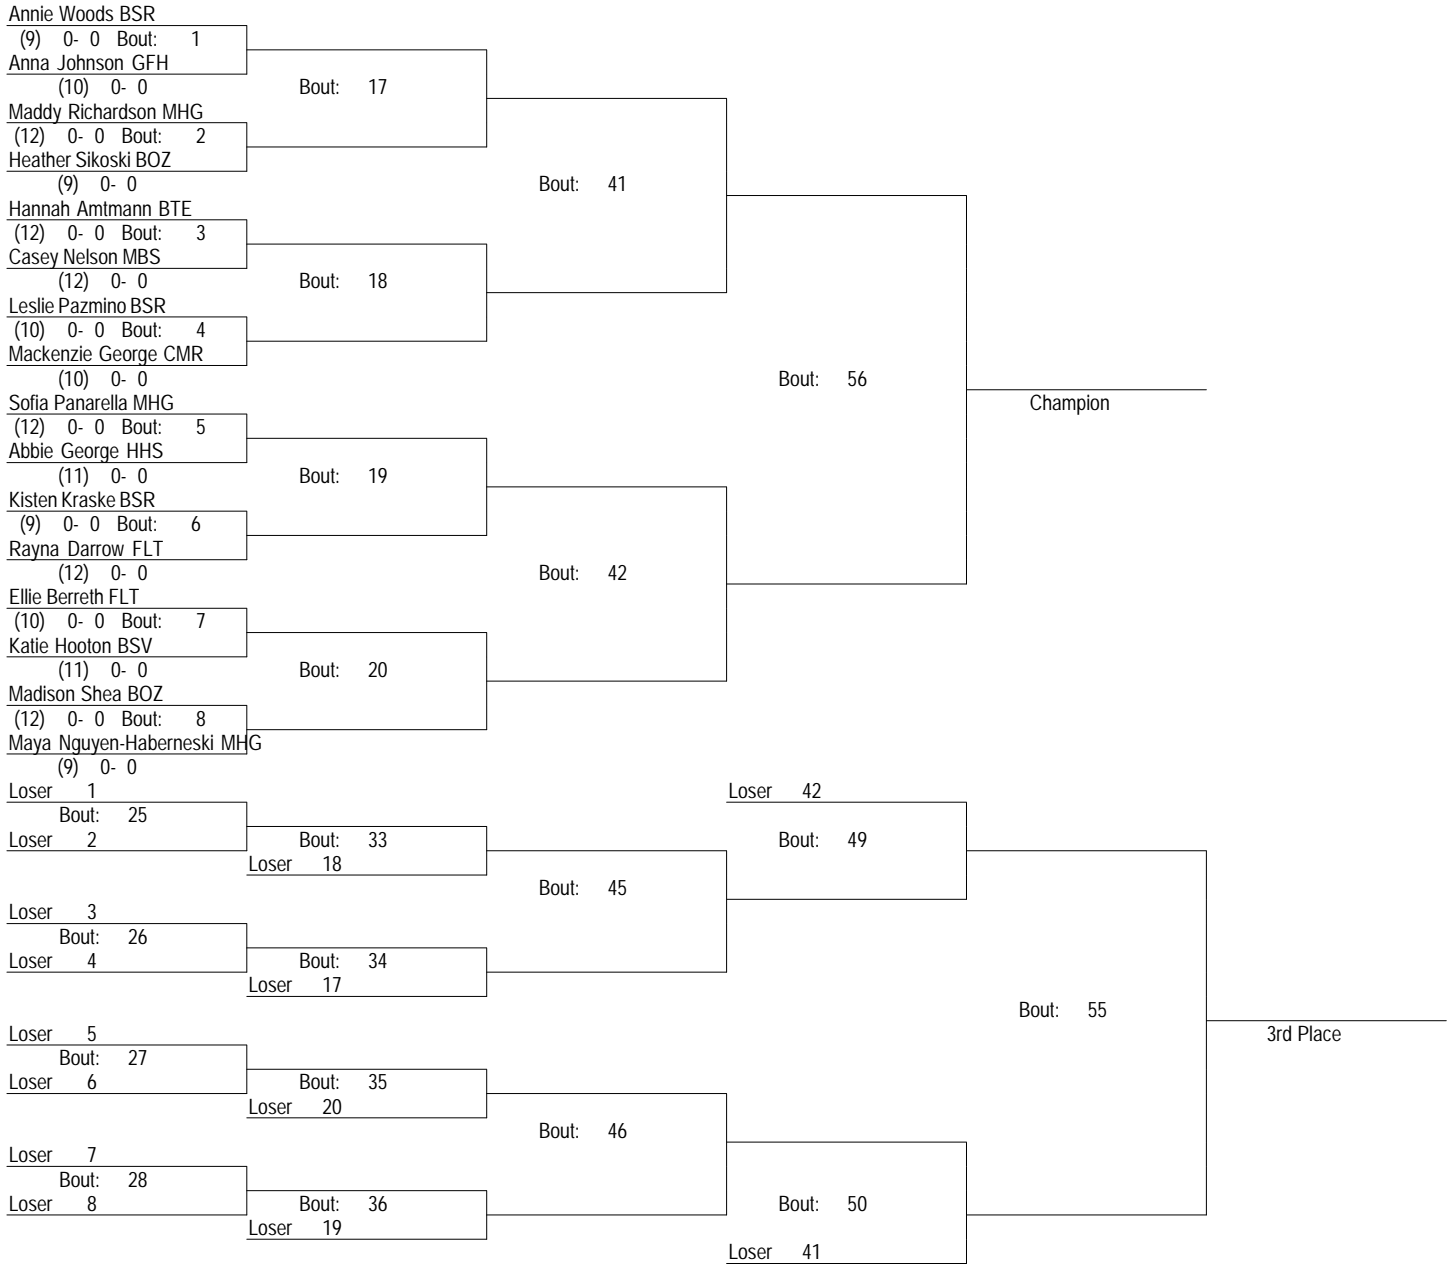 Annie Woods BSR
(9) 0- 0 Bout: 1
Anna Johnson GFH
(10) 0- 0
Bout: 17
Maddy Richardson MHG
(12) 0- 0 Bout: 2
Heather Sikoski BOZ
(9) 0- 0
Bout: 41
Hannah Amtmann BTE
(12) 0- 0 Bout: 3
Casey Nelson MBS
(12) 0- 0
Bout: 18
Leslie Pazmino BSR
(10) 0- 0 Bout: 4
Mackenzie George CMR
(10) 0- 0
Bout: 56
Champion
Sofia Panarella MHG
(12) 0- 0 Bout: 5
Abbie George HHS
(11) 0- 0
Bout: 19
Kisten Kraske BSR
(9) 0- 0 Bout: 6
Rayna Darrow FLT
(12) 0- 0
Bout: 42
Ellie Berreth FLT
(10) 0- 0 Bout: 7
Katie Hooton BSV
(11) 0- 0
Bout: 20
Madison Shea BOZ
(12) 0- 0 Bout: 8
Maya Nguyen-Haberneski MHG
(9) 0- 0
Loser 1
Bout: 25
Loser 2
Bout: 33
Loser 18
Bout: 45
Loser 42
Bout: 49
Loser 3
Bout: 26
Loser 4
Bout: 34
Loser 17
Bout: 55
3rd Place
Loser 5
Bout: 27
Loser 6
Bout: 35
Loser 20
Bout: 46
Loser 7
Bout: 28
Loser 8
Bout: 36
Loser 19
Bout: 50
Loser 41